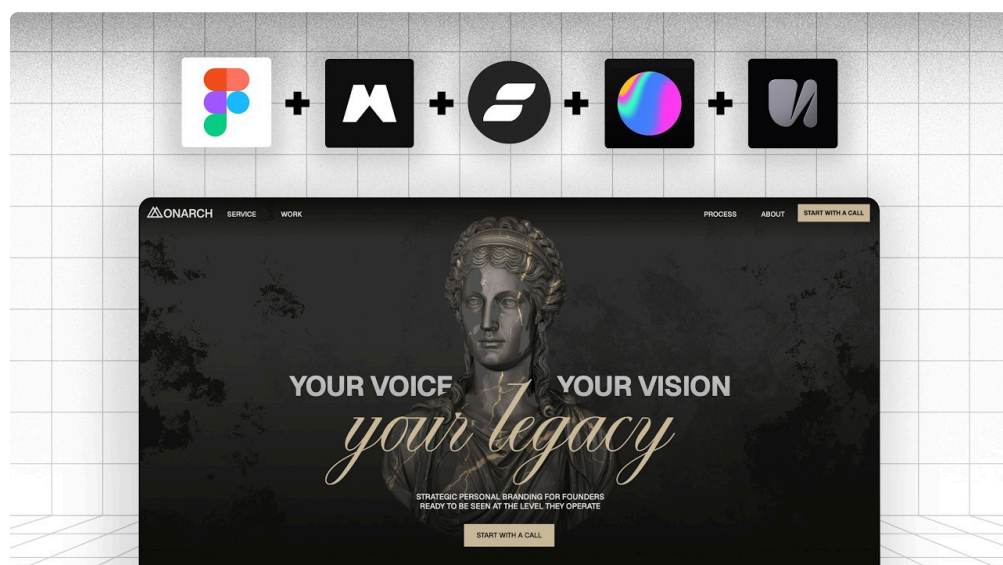 MONARCH SERVICE WORK PROCESS ABOUT START WITH A CALL
YOUR VOICE YOUR VISION
your legacy
STRATEGIC PERSONAL BRANDING FOR FOUNDERS
READY TO BE SEEN AT THE LEVEL THEY OPERATE
START WITH A CALL